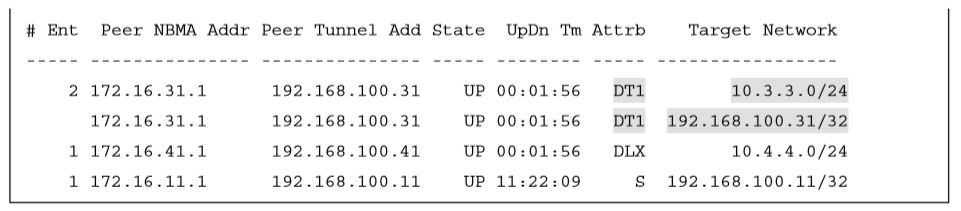 # Ent  Peer NBMA Addr Peer Tunnel Add State  UpDn Tm Attrb    Target Network
----- --------------- --------------- ----- -------- ----- -----------------
    2 172.16.31.1      192.168.100.31    UP 00:01:56   DT1       10.3.3.0/24
      172.16.31.1      192.168.100.31    UP 00:01:56   DT1 192.168.100.31/32
    1 172.16.41.1      192.168.100.41    UP 00:01:56   DLX       10.4.4.0/24
    1 172.16.11.1      192.168.100.11    UP 11:22:09     S 192.168.100.11/32